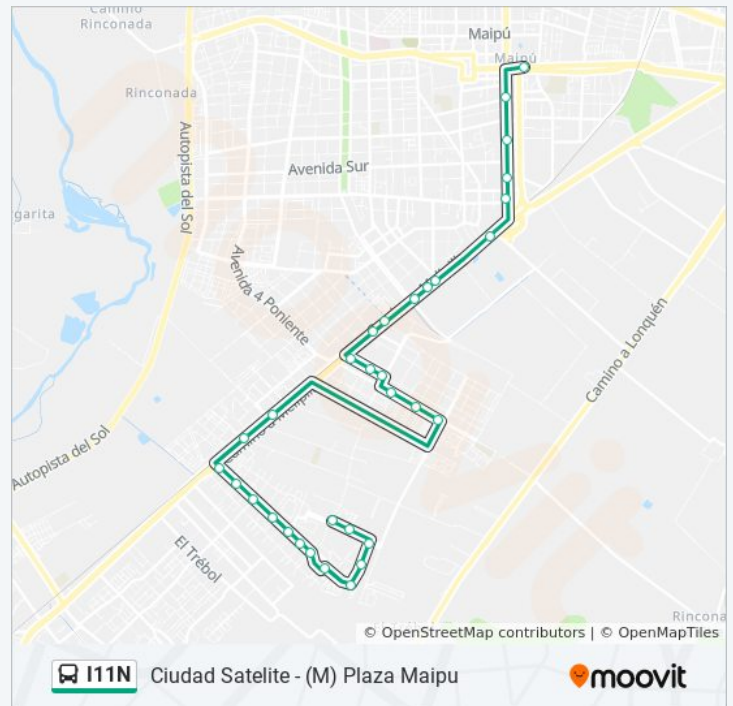 Camino
Rinconada
Maipú
Maipú
Rinconada
Autopista del Sol
Avenida Sur
garita
Avenida 4 Poniente
Camino a Lonquén
Autopista del Sol
El Trébol
Rincona
© OpenStreetMap contributors | © OpenMapTiles
I11N Ciudad Satelite - (M) Plaza Maipu
moovit